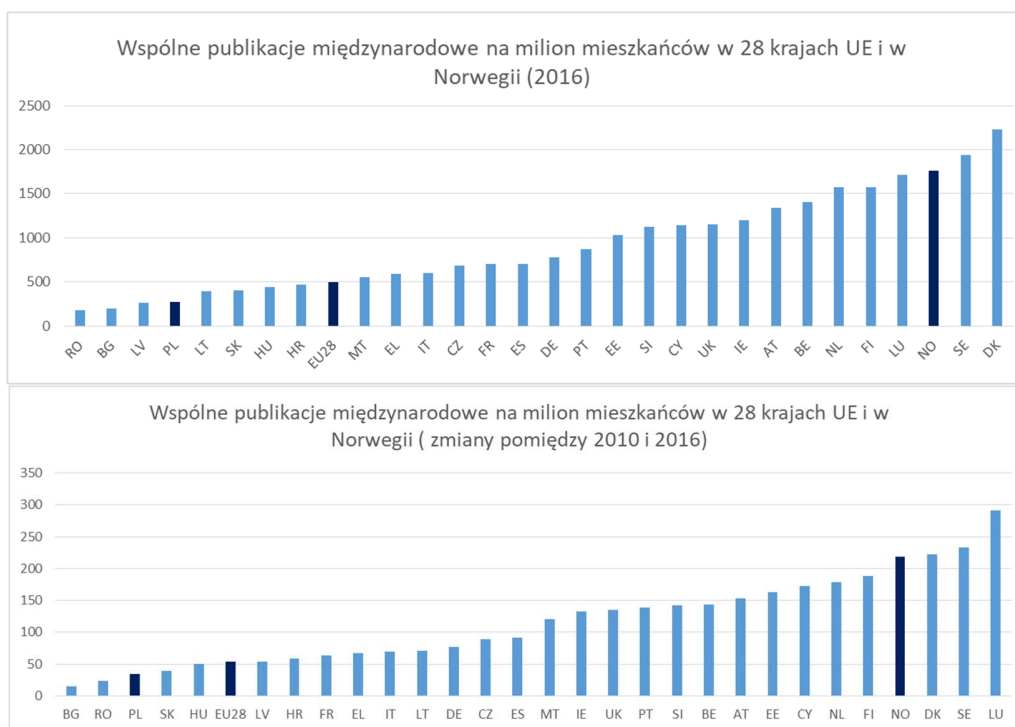 Wspólne publikacje międzynarodowe na milion mieszkańców w 28 krajach UE i w
Norwegii (2016)
2500
2000
1500
1000
500
0
RO BG LV PL LT SK HU HR EU28 MT EL IT CZ FR ES DE PT EE SI CY UK IE AT BE NL FI LU NO SE DK
Wspólne publikacje międzynarodowe na milion mieszkańców w 28 krajach UE i w
Norwegii ( zmiany pomiędzy 2010 i 2016)
350
300
250
200
150
100
50
0
BG RO PL SK HU EU28 LV HR FR EL IT LT DE CZ ES MT IE UK PT SI BE AT EE CY NL FI NO DK SE LU